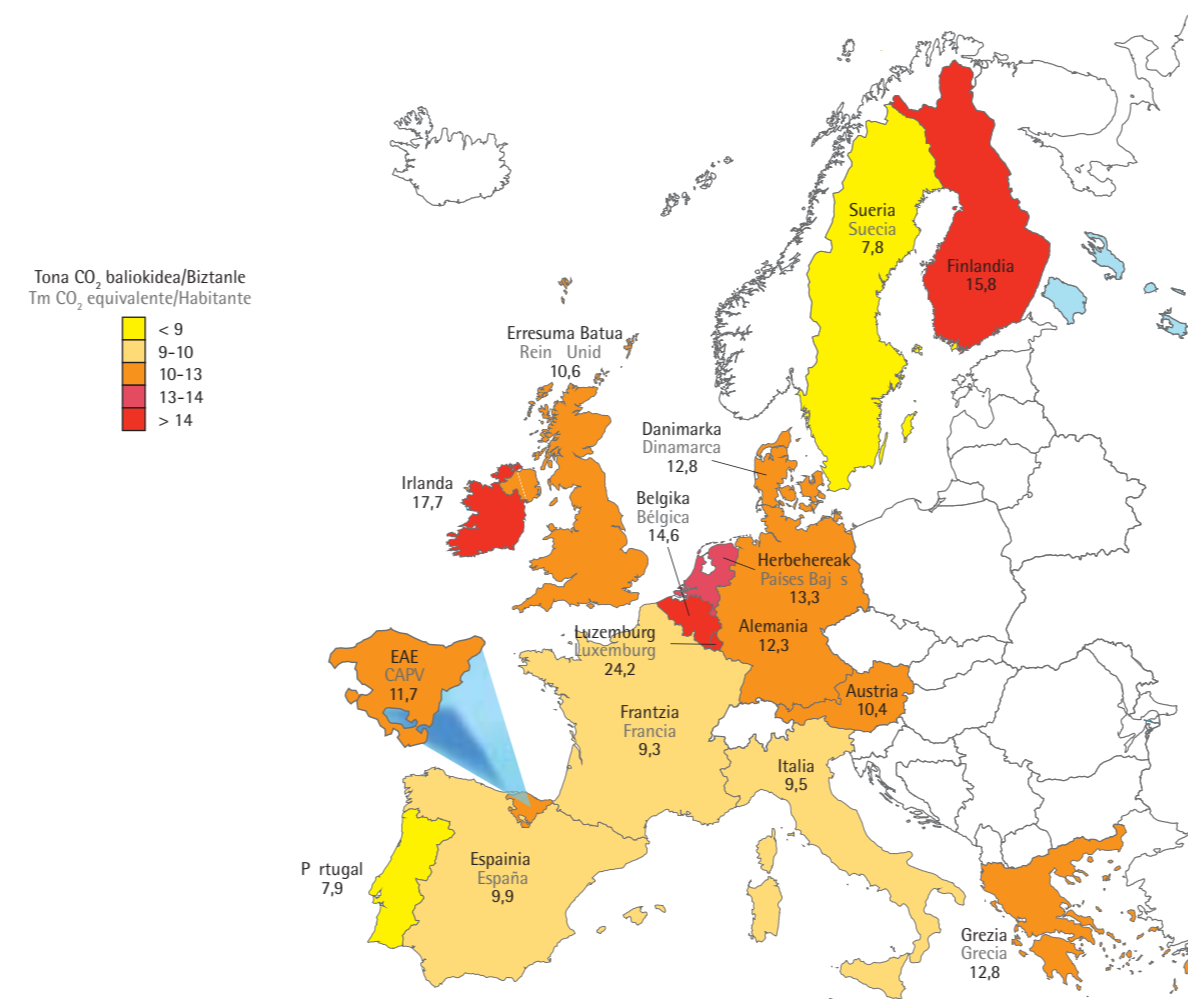 Tona CO2 baliokidea/Biztanle
Tm CO2 equivalente/Habitante
< 9
9-10
10-13
13-14
> 14
Sueria
Suecia
7,8
Finlandia
15,8
Erresuma Batua
Rein Unid
10,6
Danimarka
Dinamarca
12,8
Irlanda
17,7
Belgika
Bélgica
14,6
Herbehereak
Países Baj s
13,3
Luzemburg
Luxemburg
24,2
Alemania
12,3
EAE
CAPV
11,7
Austria
10,4
Frantzia
Francia
9,3
Italia
9,5
P rtugal
7,9
Espainia
España
9,9
Grezia
Grecia
12,8